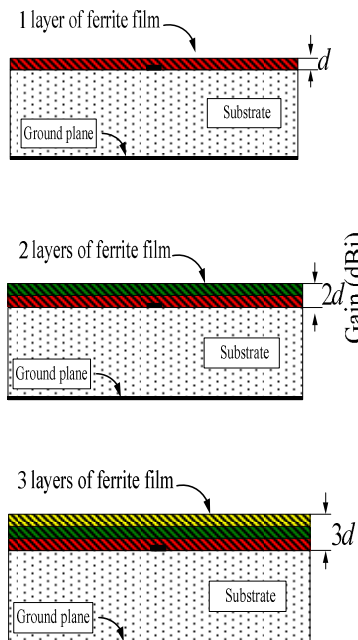 1 layer of ferrite film
d
Substrate
Ground plane
2 layers of ferrite film
2d
Gain (dBi)
Substrate
Ground plane
3 layers of ferrite film
3d
Substrate
Ground plane